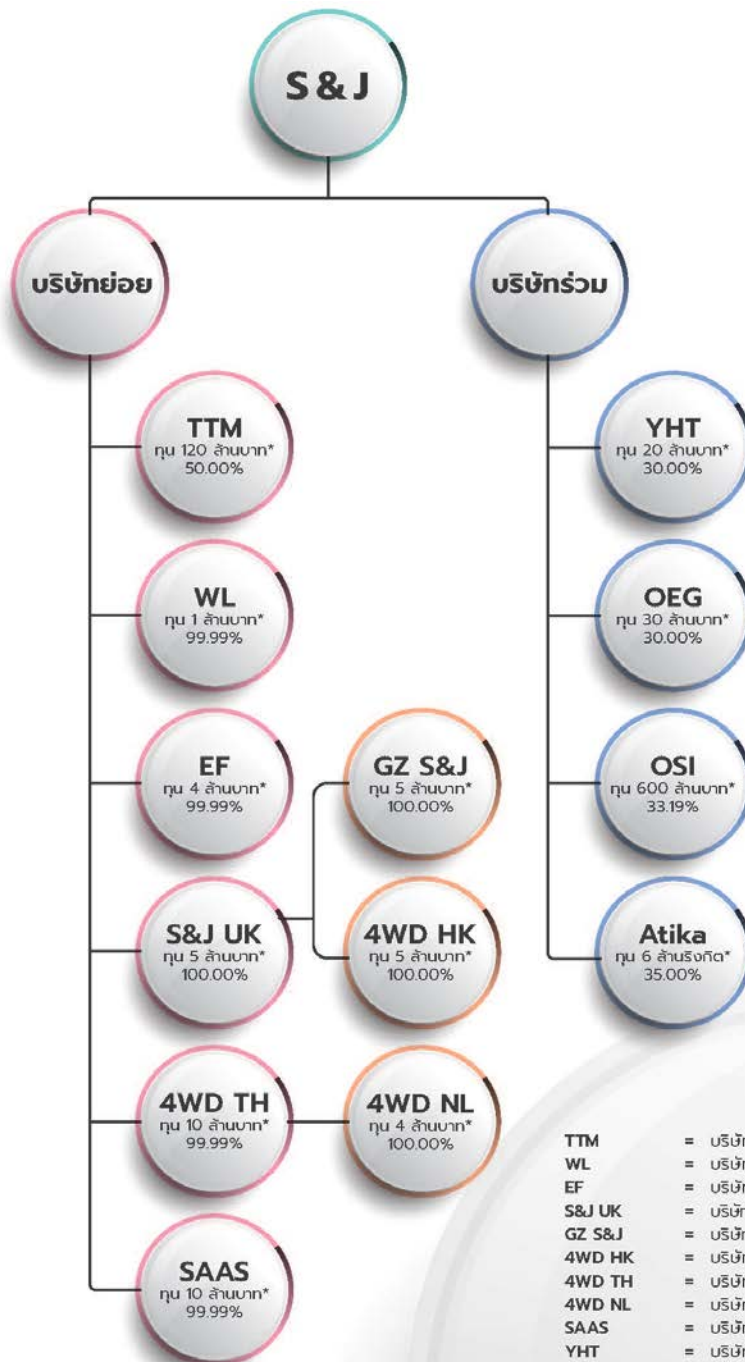 S & J
บริษัทย่อย
บริษัทร่วม
TTM
ทุน 120 ล้านบาท*
50.00%
YHT
ทุน 20 ล้านบาท*
30.00%
WL
ทุน 1 ล้านบาท*
99.99%
OEG
ทุน 30 ล้านบาท*
30.00%
EF
ทุน 4 ล้านบาท*
99.99%
GZ S&J
ทุน 5 ล้านบาท*
100.00%
OSI
ทุน 600 ล้านบาท*
33.19%
S&J UK
ทุน 5 ล้านบาท*
100.00%
4WD HK
ทุน 5 ล้านบาท*
100.00%
Atika
ทุน 6 ล้านริงกิต*
35.00%
4WD TH
ทุน 10 ล้านบาท*
99.99%
4WD NL
ทุน 4 ล้านบาท*
100.00%
SAAS
ทุน 10 ล้านบาท*
99.99%
TTM =
WL =
EF =
S&J UK =
GZ S&J =
4WD HK =
4WD TH =
4WD NL =
SAAS =
YHT =